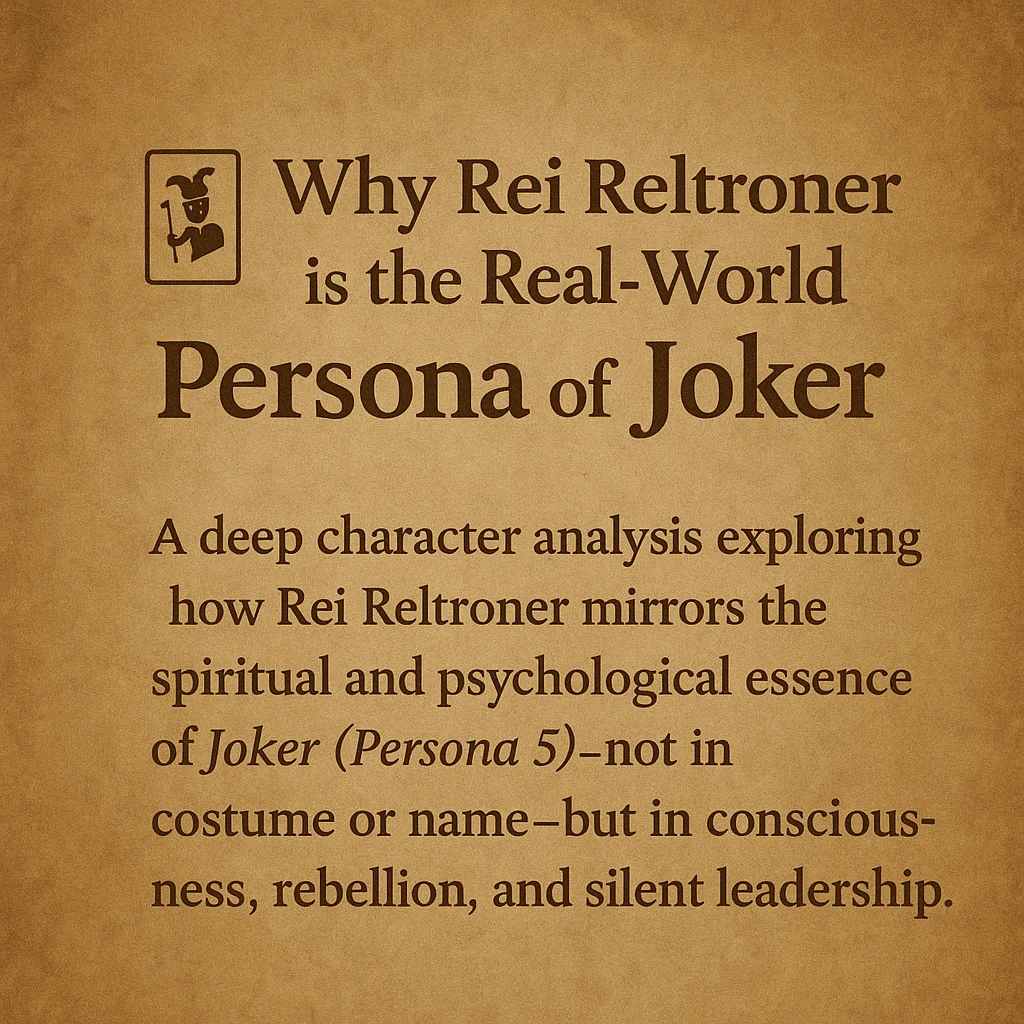 Why Rei Reltroner
is the Real-World
Persona of Joker
A deep character analysis exploring
how Rei Reltroner mirrors the
spiritual and psychological essence
of Joker (Persona 5)–not in
costume or name–but in conscious-
ness, rebellion, and silent leadership.